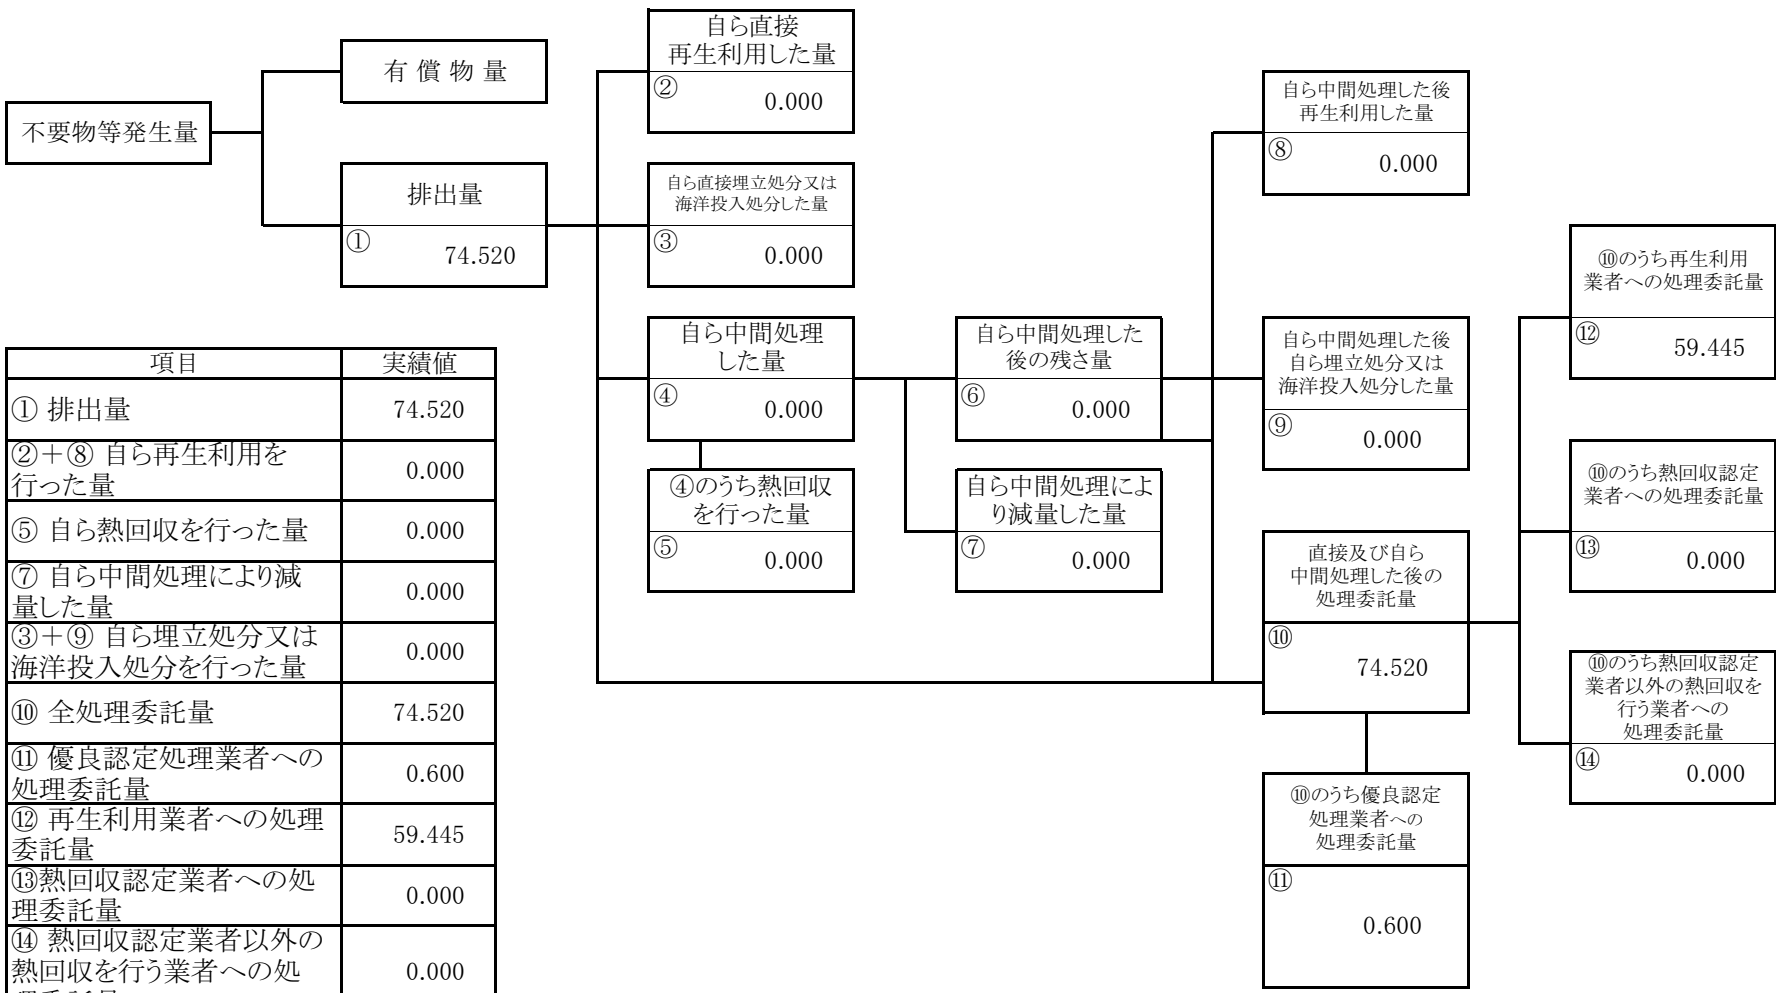 不要物等発生量
有 償 物 量
排出量
①
74.520
自ら直接
再生利用した量
②
0.000
自ら直接埋立処分又は
海洋投入処分した量
③
0.000
自ら中間処理
した量
④
0.000
④のうち熱回収
を行った量
⑤
0.000
自ら中間処理した
後の残さ量
⑥
0.000
自ら中間処理によ
り減量した量
⑦
0.000
自ら中間処理した後
再生利用した量
⑧
0.000
自ら中間処理した後
自ら埋立処分又は
海洋投入処分した量
⑨
0.000
直接及び自ら
中間処理した後の
処理委託量
⑩
74.520
⑩のうち優良認定
処理業者への
処理委託量
⑪
0.600
⑩のうち再生利用
業者への処理委託量
⑫
59.445
⑩のうち熱回収認定
業者への処理委託量
⑬
0.000
⑩のうち熱回収認定
業者以外の熱回収を
行う業者への
処理委託量
⑭
0.000
項目 実績値
① 排出量 74.520
②＋⑧ 自ら再生利用を
行った量 0.000
⑤ 自ら熱回収を行った量 0.000
⑦ 自ら中間処理により減
量した量 0.000
③＋⑨ 自ら埋立処分又は
海洋投入処分を行った量 0.000
⑩ 全処理委託量 74.520
⑪ 優良認定処理業者への
処理委託量 0.600
⑫ 再生利用業者への処理
委託量 59.445
⑬熱回収認定業者への処
理委託量 0.000
⑭ 熱回収認定業者以外の
熱回収を行う業者への処 0.000